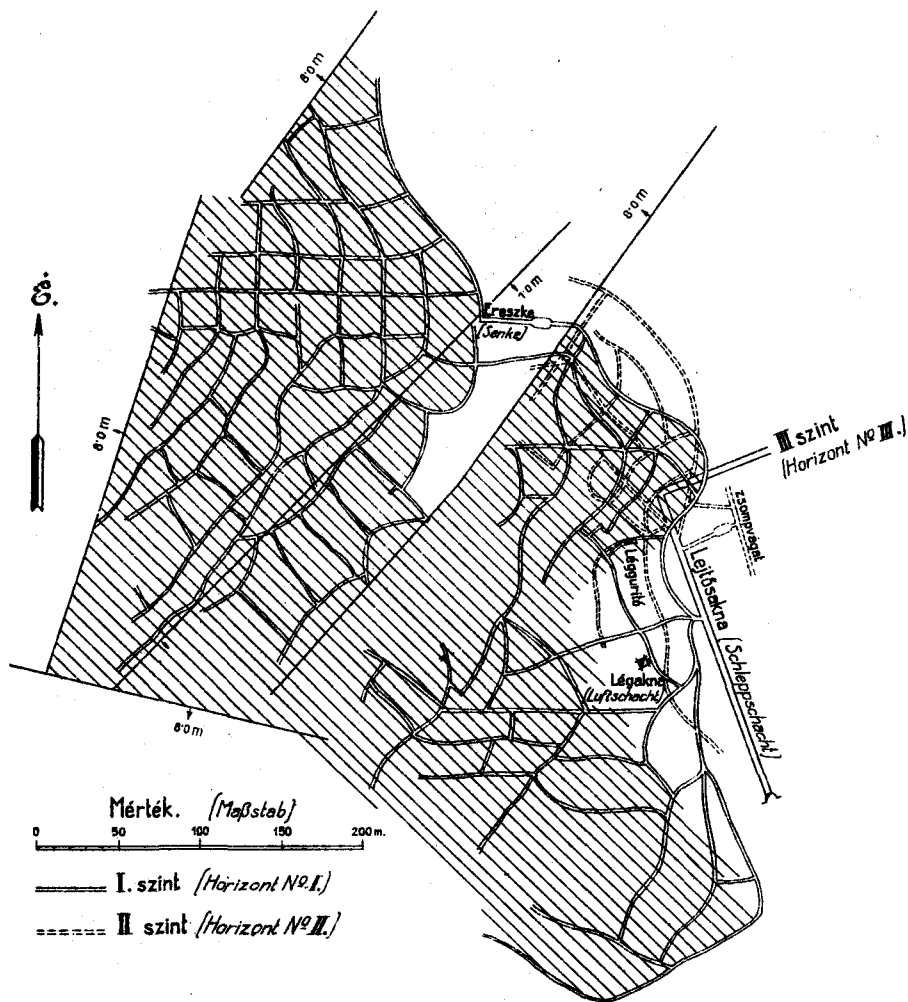 8·0 m
8·0 m
É.
7·0 m
Ereszke
(Senke)
III szint
(Horizont Nº III.)
8·0 m
Zsompvágat
Léggurító
Lejtősakna (Schleppschacht)
Légakna
(Luftschacht)
8·0 m
Mérték. (Maßstab)
0 50 100 150 200 m.
I. szint (Horizont Nº I.)
II szint (Horizont Nº II.)